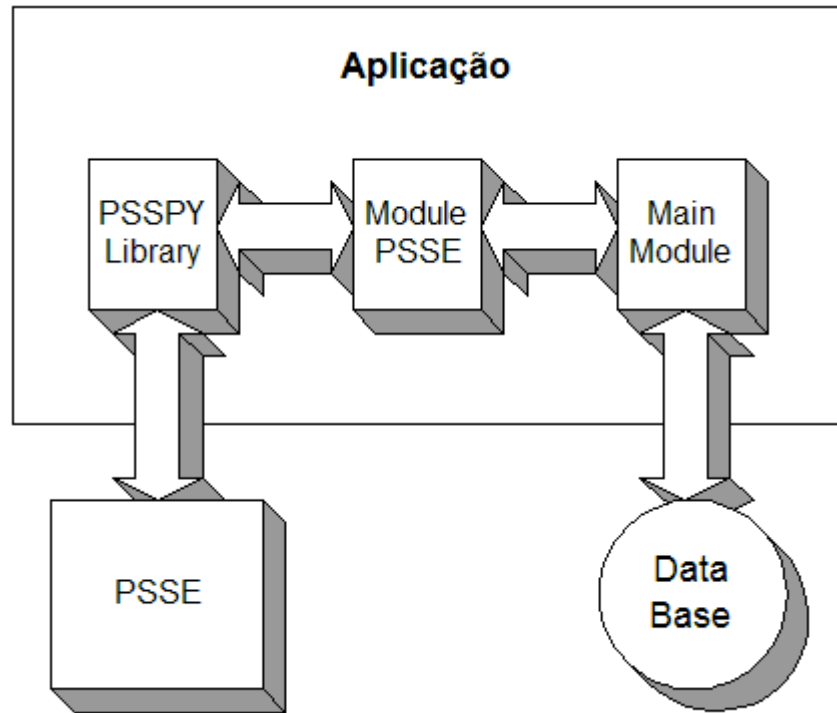 Aplicação
PSSPY
Library
Module
PSSE
Main
Module
PSSE
Data
Base